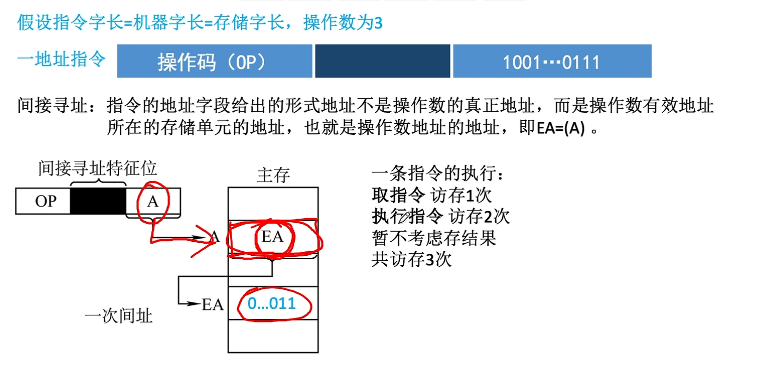 假设指令字长=机器字长=存储字长，操作数为3
一地址指令 操作码（OP） 1001…0111
间接寻址：指令的地址字段给出的形式地址不是操作数的真正地址，而是操作数有效地址
所在的存储单元的地址，也就是操作数地址的地址，即EA=(A) 。
间接寻址特征位
OP A
主存
A EA
EA 0…011
一次间址
一条指令的执行：
取指令 访存1次
执行指令 访存2次
暂不考虑存结果
共访存3次